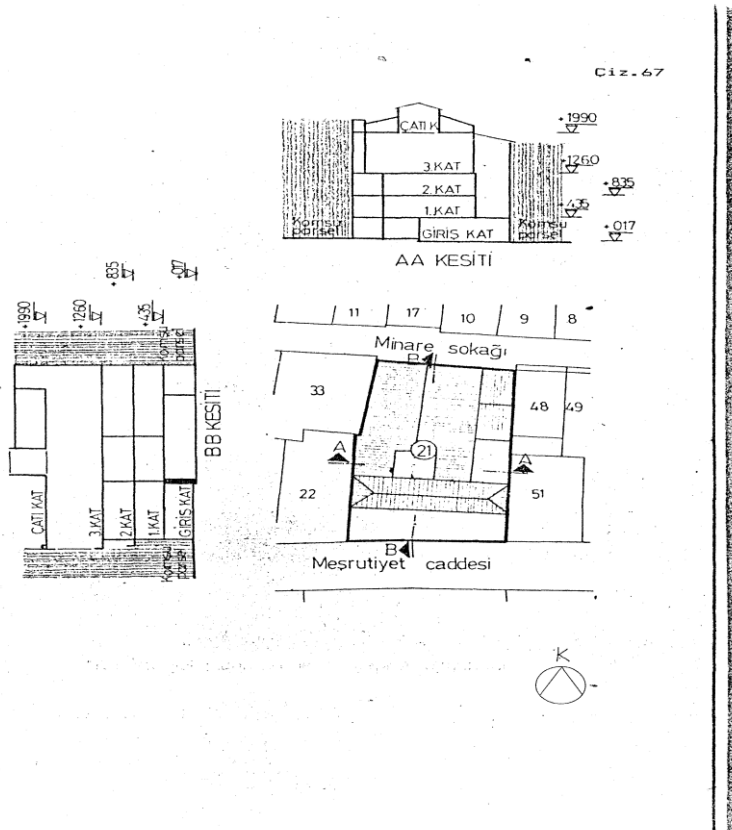 Çiz.67
+1990
ÇATI K.
3.KAT
+1260
2.KAT
+835
1.KAT
+435
Komşu parsel
GİRİŞ KAT
Komşu parsel
+017
AA KESİTİ
+1990
+1260
+835
+435
+017
Komşu parsel
BB KESİTİ
ÇATI KAT
3.KAT
2.KAT
1.KAT
GİRİŞ KAT
Komşu parsel
11
17
10
9
8
Minare sokağı
B
33
48
49
A
21
A
22
51
B
Meşrutiyet caddesi
K